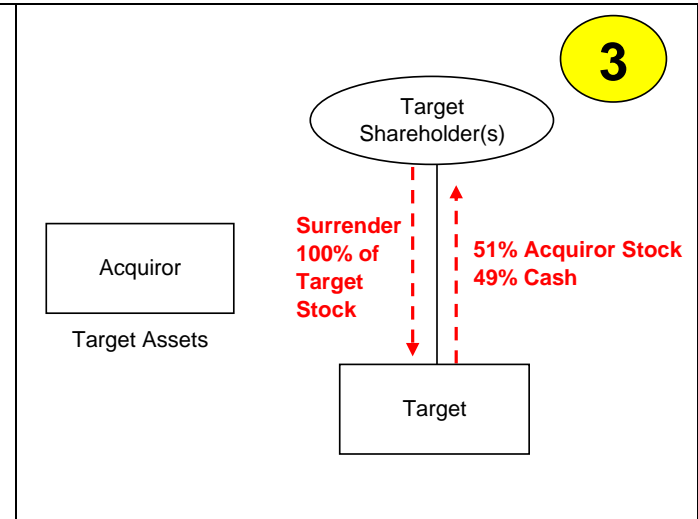 3
Target
Shareholder(s)
Surrender
100% of
Target
Stock
51% Acquiror Stock
49% Cash
Acquiror
Target Assets
Target